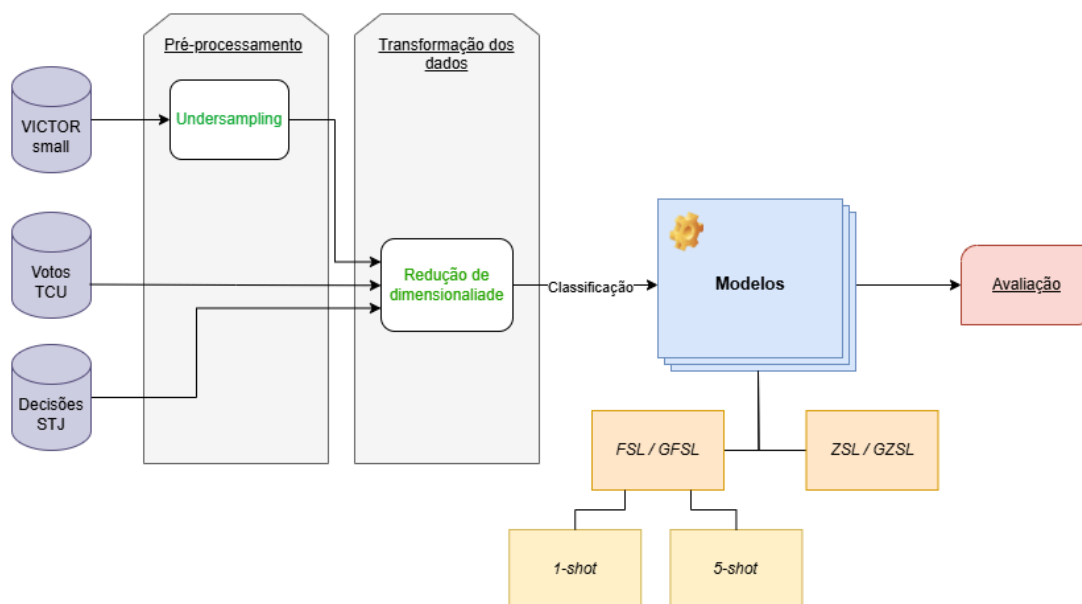 Pré-processamento
Transformação dos
dados
VICTOR
small
Undersampling
Votos
TCU
Redução de
dimensionaliade
Classificação
Modelos
Avaliação
Decisões
STJ
FSL / GFSL
ZSL / GZSL
1-shot
5-shot